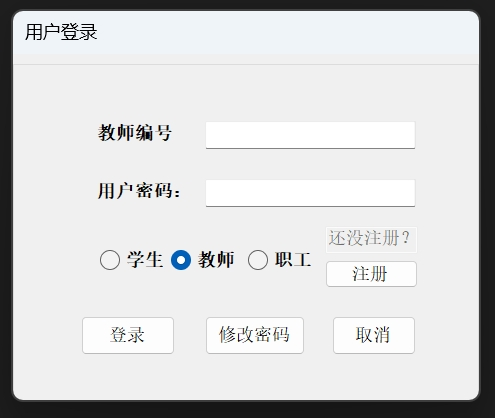 用户登录
教师编号
用户密码：
还没注册？
学生 教师 职工
注册
登录 修改密码 取消